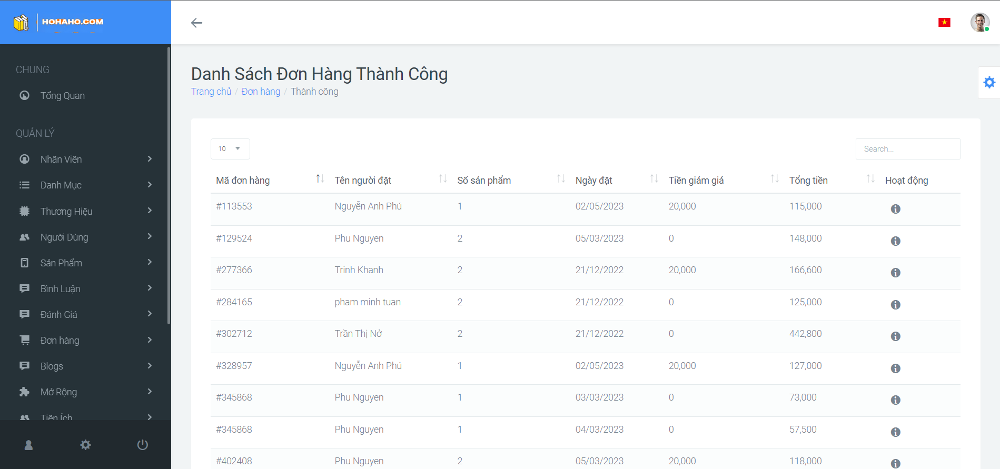 HOHAHO.COM
CHUNG
Tổng Quan
QUẢN LÝ
Nhân Viên
Danh Mục
Thương Hiệu
Người Dùng
Sản Phẩm
Bình Luận
Đánh Giá
Đơn hàng
Blogs
Mở Rộng
Tiện Ích
Danh Sách Đơn Hàng Thành Công
Trang chủ / Đơn hàng / Thành công
10
Search...
Mã đơn hàng Tên người đặt Số sản phẩm Ngày đặt Tiền giảm giá Tổng tiền Hoạt động
#113553 Nguyễn Anh Phú 1 02/05/2023 20,000 115,000
#129524 Phu Nguyen 2 05/03/2023 0 148,000
#277366 Trinh Khanh 2 21/12/2022 20,000 166,600
#284165 pham minh tuan 2 21/12/2022 0 125,000
#302712 Trần Thị Nở 2 21/12/2022 0 442,800
#328957 Nguyễn Anh Phú 1 02/05/2023 20,000 127,000
#345868 Phu Nguyen 1 03/03/2023 0 73,000
#345868 Phu Nguyen 1 04/03/2023 0 57,500
#402408 Phu Nguyen 2 05/03/2023 20,000 118,000